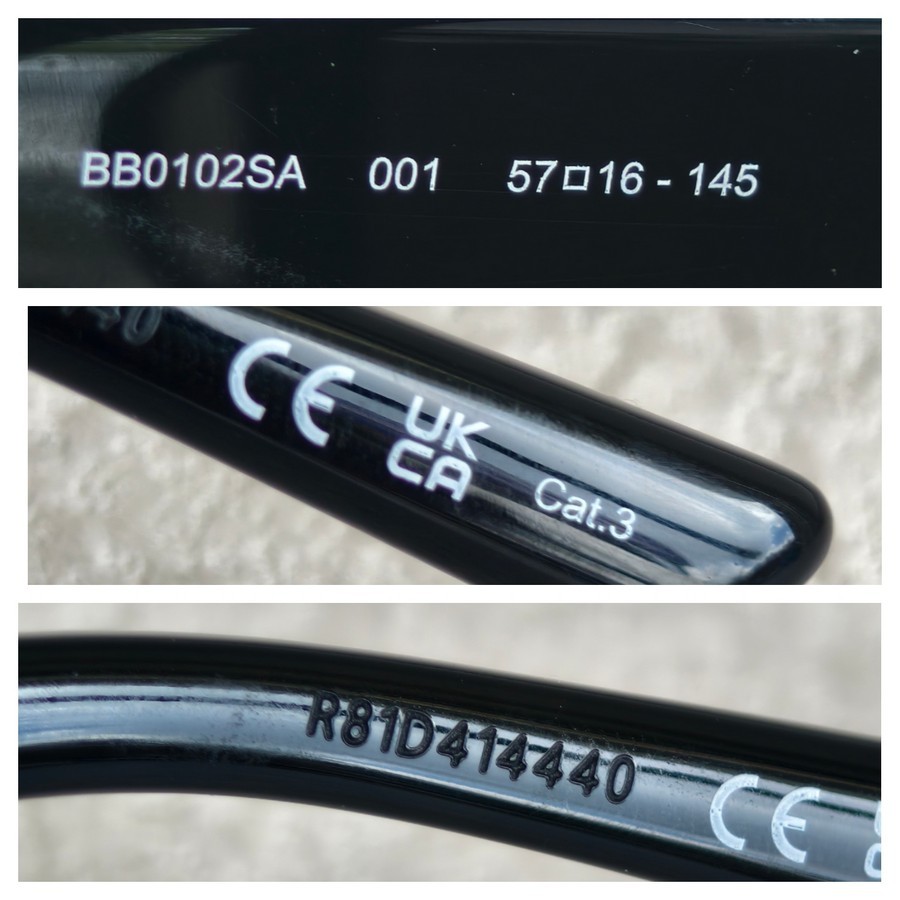 BB0102SA 001 57□16 - 145
CE UK
CA Cat.3
R81D414440 CE